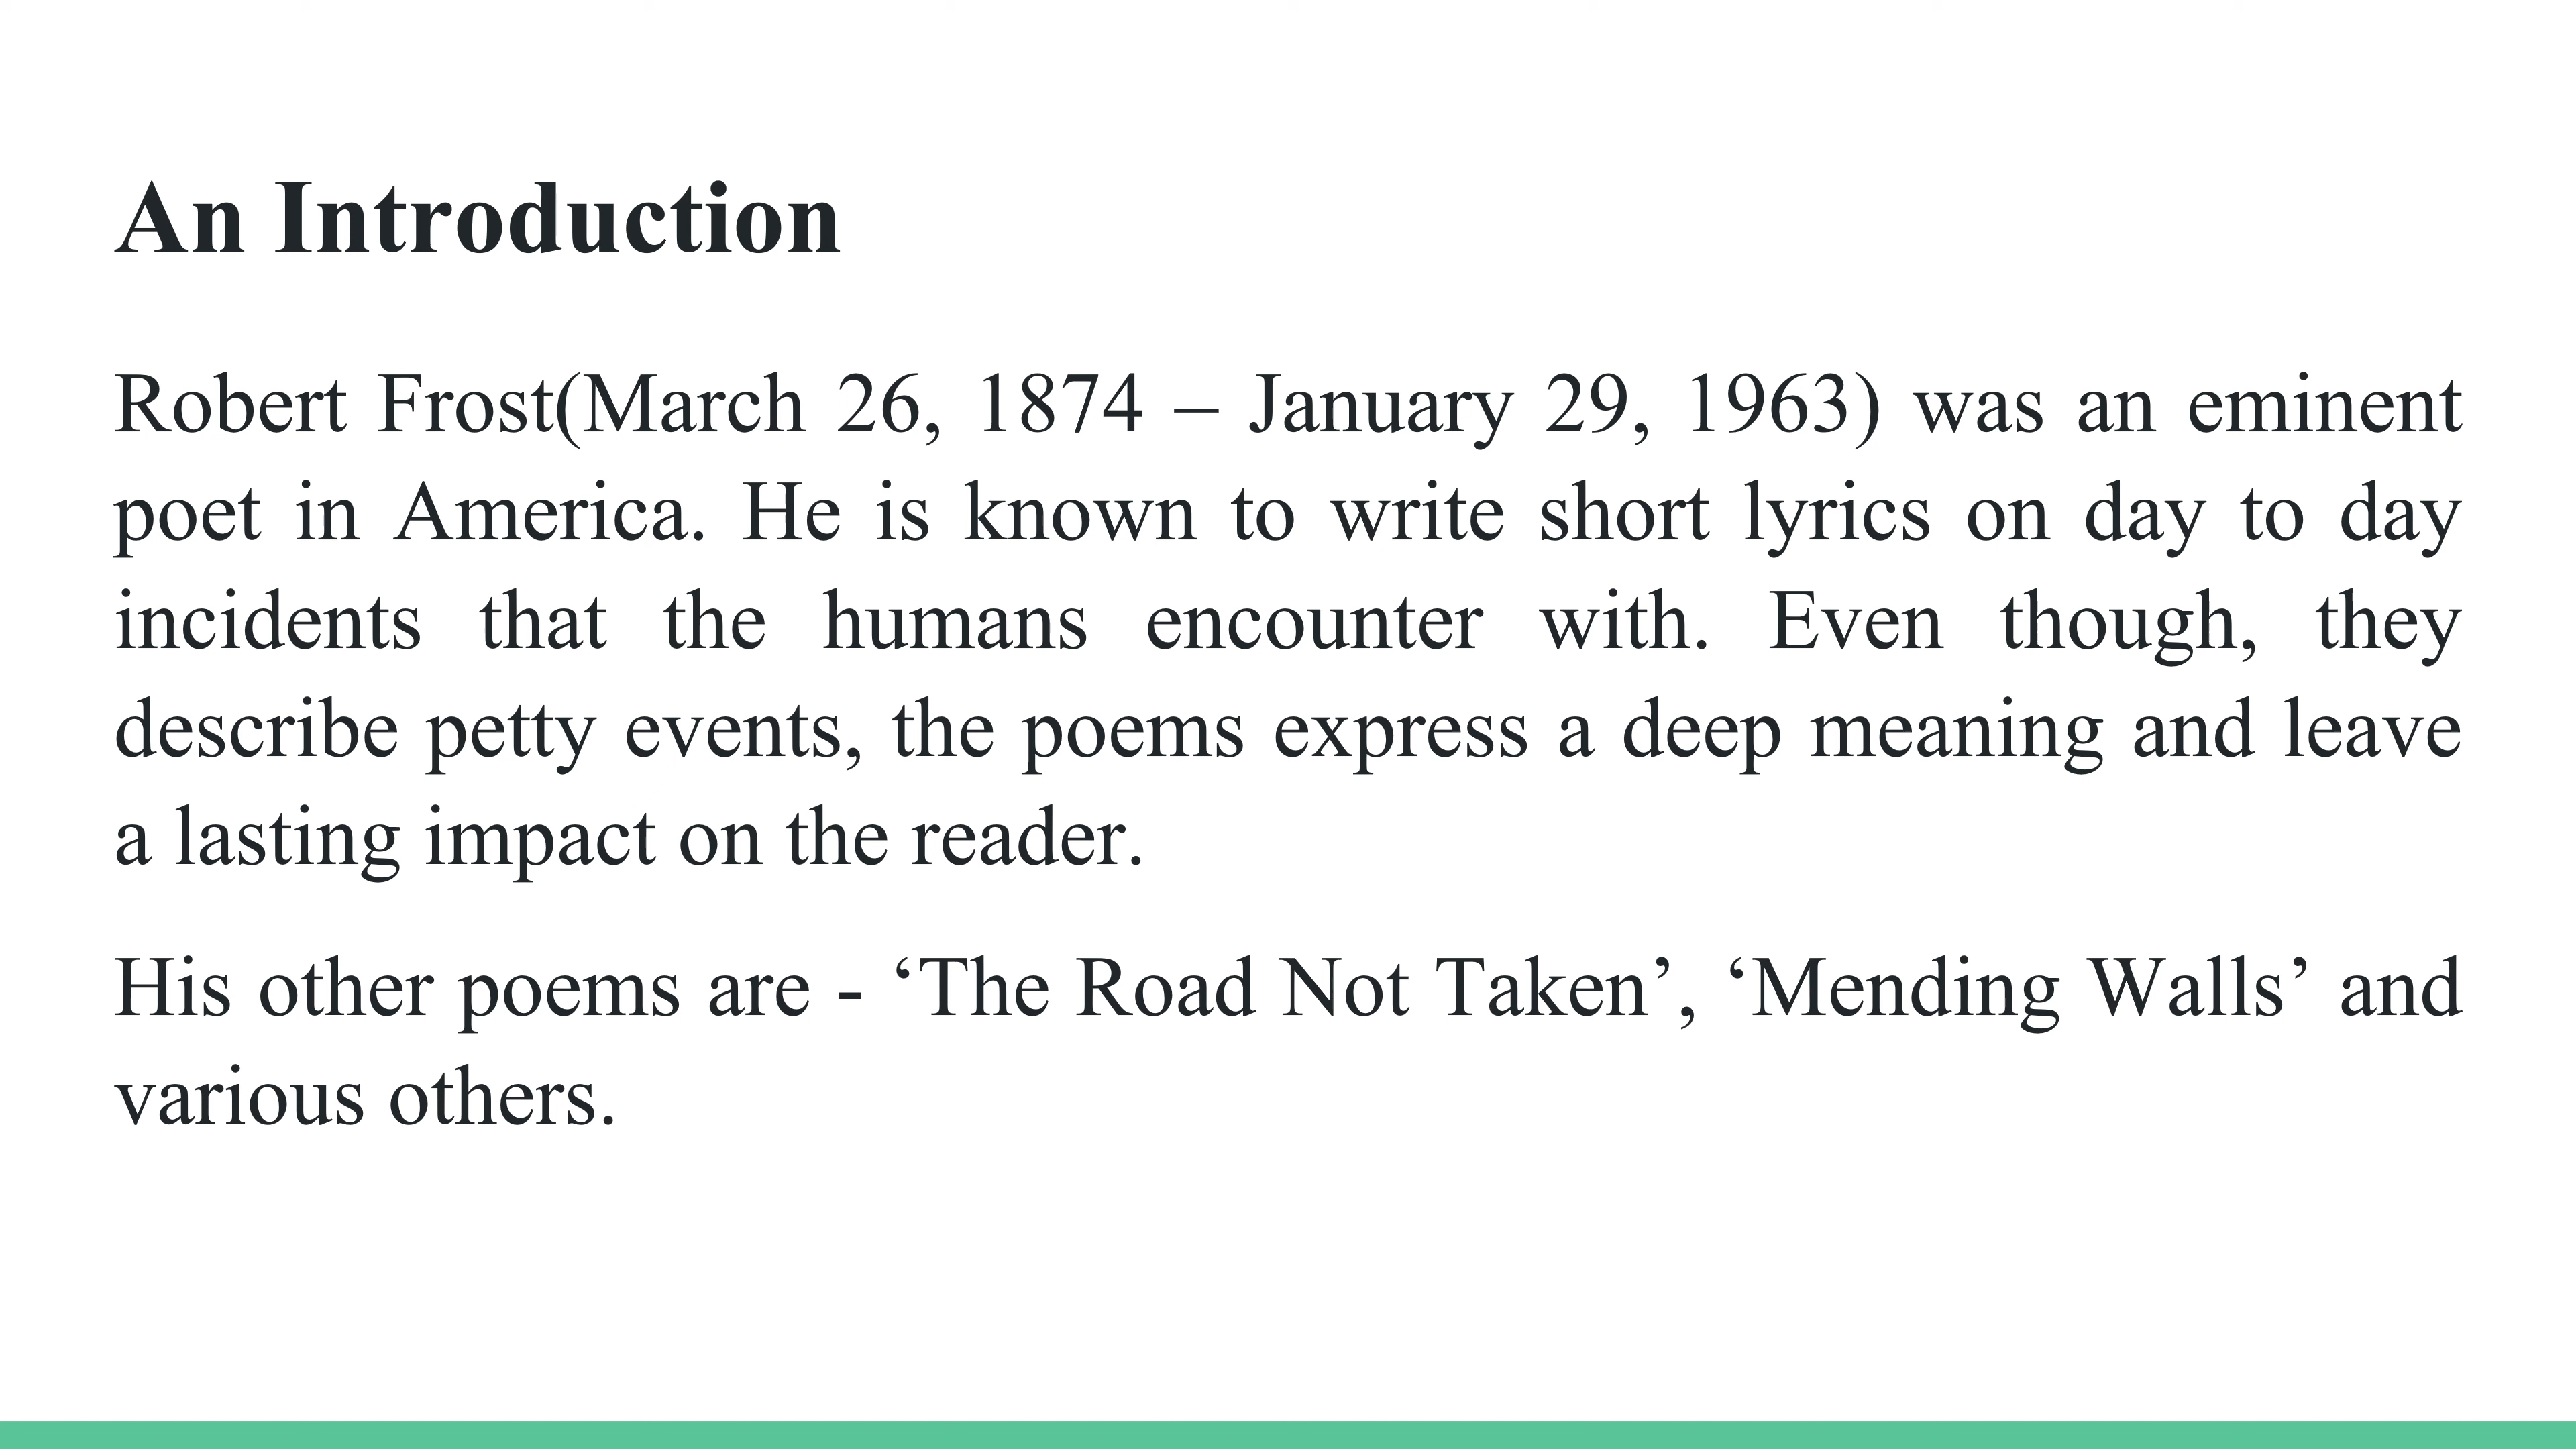 An Introduction
Robert Frost(March 26, 1874 – January 29, 1963) was an eminent
poet in America. He is known to write short lyrics on day to day
incidents that the humans encounter with. Even though, they
describe petty events, the poems express a deep meaning and leave
a lasting impact on the reader.
His other poems are - ‘The Road Not Taken’, ‘Mending Walls’ and
various others.